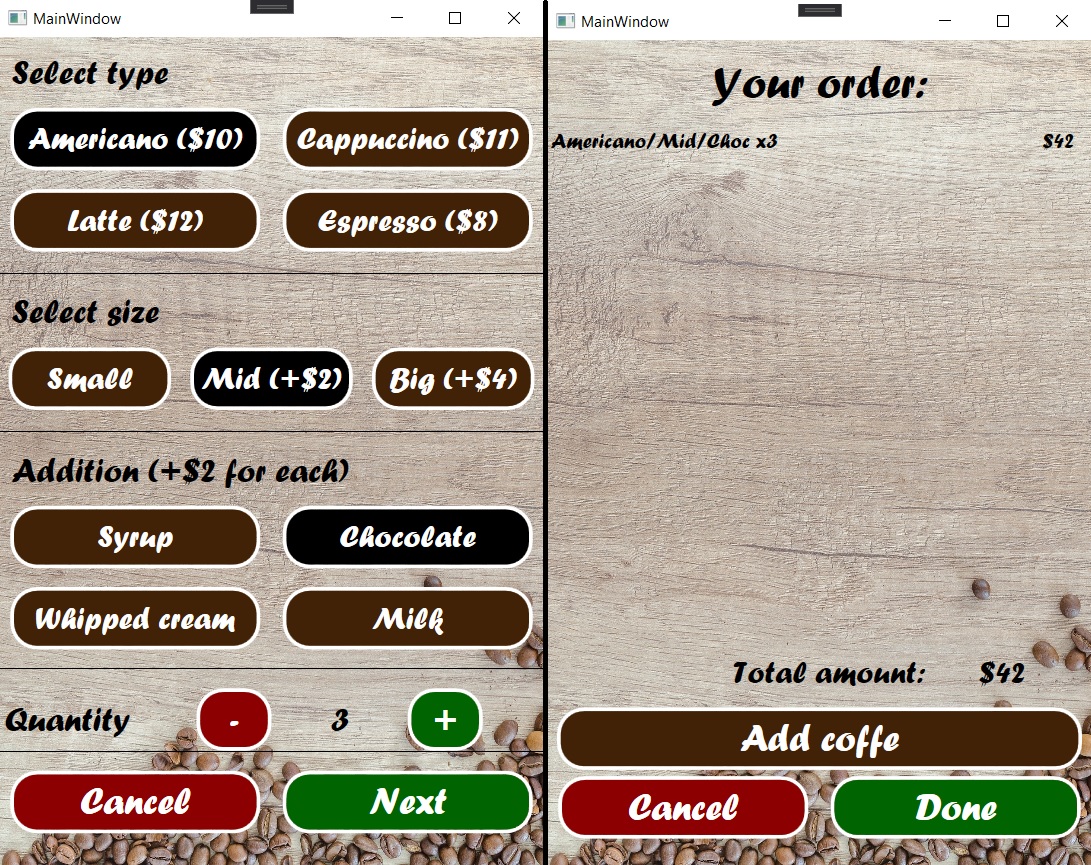 MainWindow
Select type
Americano ($10) Cappuccino ($11)
Latte ($12) Espresso ($8)
Select size
Small Mid (+$2) Big (+$4)
Addition (+$2 for each)
Syrup Chocolate
Whipped cream Milk
Quantity - 3 +
Cancel Next
MainWindow
Your order:
Americano/Mid/Choc x3 $42
Total amount: $42
Add coffe
Cancel Done